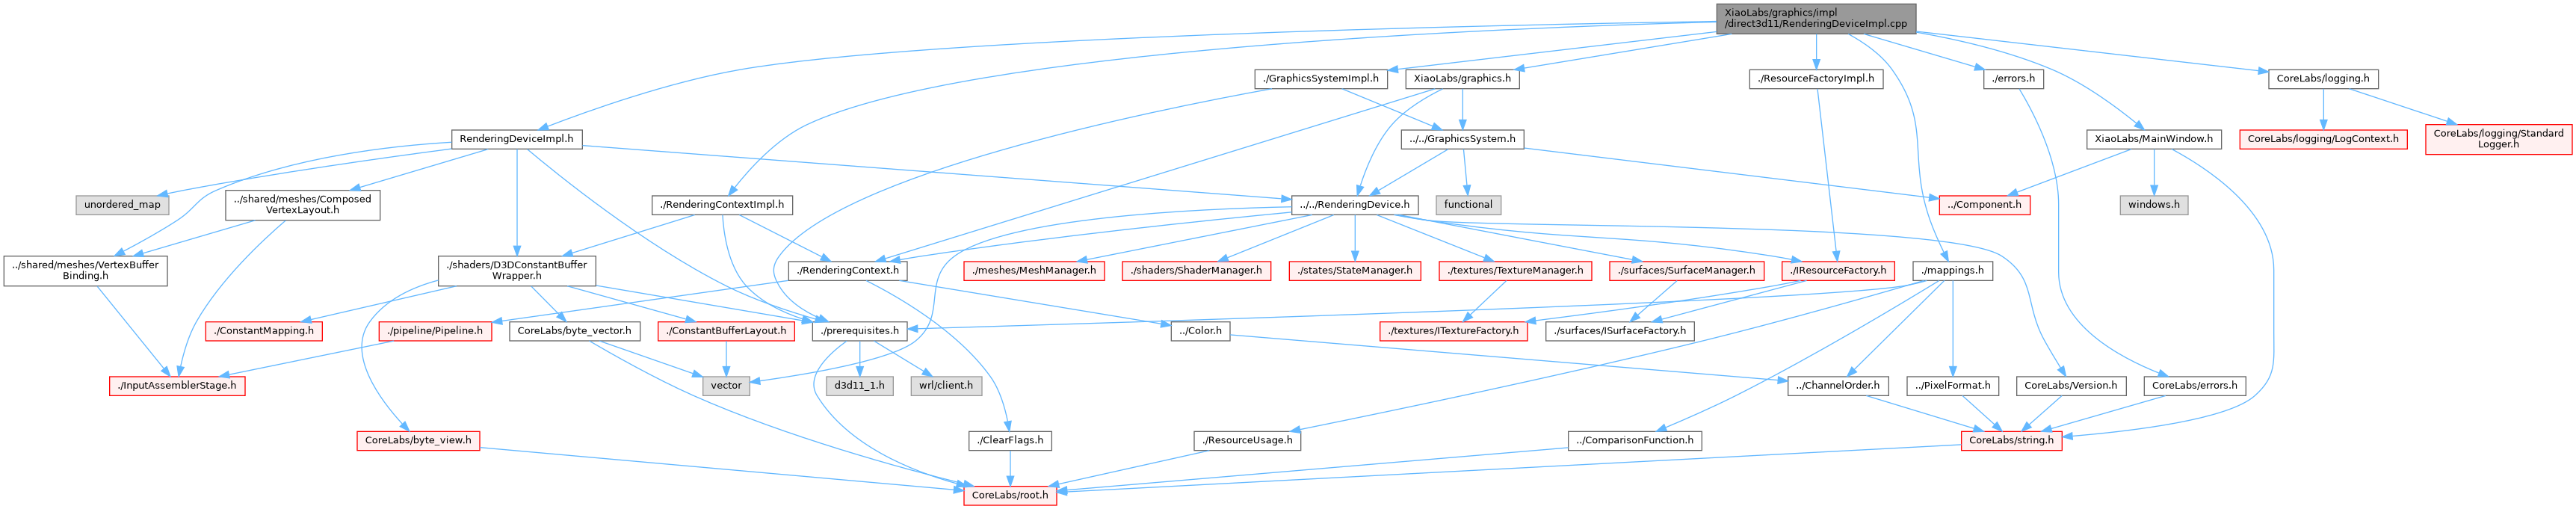 XiaoLabs/graphics/impl
/direct3d11/RenderingDeviceImpl.cpp
./GraphicsSystemImpl.h
XiaoLabs/graphics.h
./ResourceFactoryImpl.h
./errors.h
CoreLabs/logging.h
RenderingDeviceImpl.h
../../GraphicsSystem.h
XiaoLabs/MainWindow.h
CoreLabs/logging/LogContext.h
CoreLabs/logging/Standard
Logger.h
unordered_map
../shared/meshes/Composed
VertexLayout.h
./RenderingContextImpl.h
../../RenderingDevice.h
functional
../Component.h
windows.h
../shared/meshes/VertexBuffer
Binding.h
./shaders/D3DConstantBuffer
Wrapper.h
./RenderingContext.h
./meshes/MeshManager.h
./shaders/ShaderManager.h
./states/StateManager.h
./textures/TextureManager.h
./surfaces/SurfaceManager.h
./IResourceFactory.h
./mappings.h
./ConstantMapping.h
./pipeline/Pipeline.h
CoreLabs/byte_vector.h
./ConstantBufferLayout.h
./prerequisites.h
../Color.h
./textures/ITextureFactory.h
./surfaces/ISurfaceFactory.h
./InputAssemblerStage.h
vector
d3d11_1.h
wrl/client.h
../ChannelOrder.h
../PixelFormat.h
CoreLabs/Version.h
CoreLabs/errors.h
CoreLabs/byte_view.h
./ClearFlags.h
./ResourceUsage.h
../ComparisonFunction.h
CoreLabs/string.h
CoreLabs/root.h